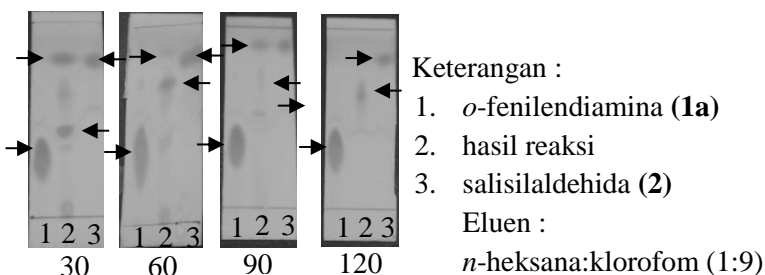 1 2 3
30
1 2 3
60
1 2 3
90
1 2 3
120
Keterangan :
1. o-fenilendiamina (1a)
2. hasil reaksi
3. salisilaldehida (2)
Eluen :
n-heksana:klorofom (1:9)